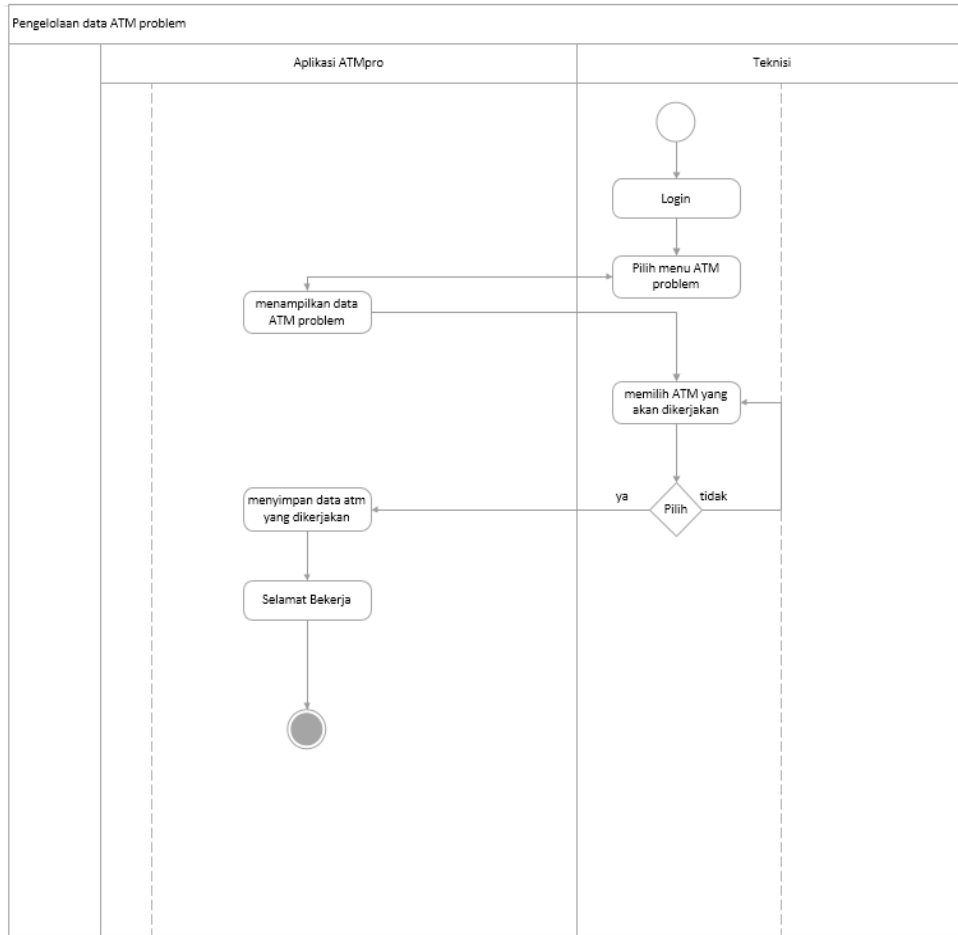 Pengelolaan data ATM problem
Aplikasi ATMpro
Teknisi
Login
Pilih menu ATM
problem
menampilkan data
ATM problem
memilih ATM yang
akan dikerjakan
ya
Pilih
tidak
menyimpan data atm
yang dikerjakan
Selamat Bekerja